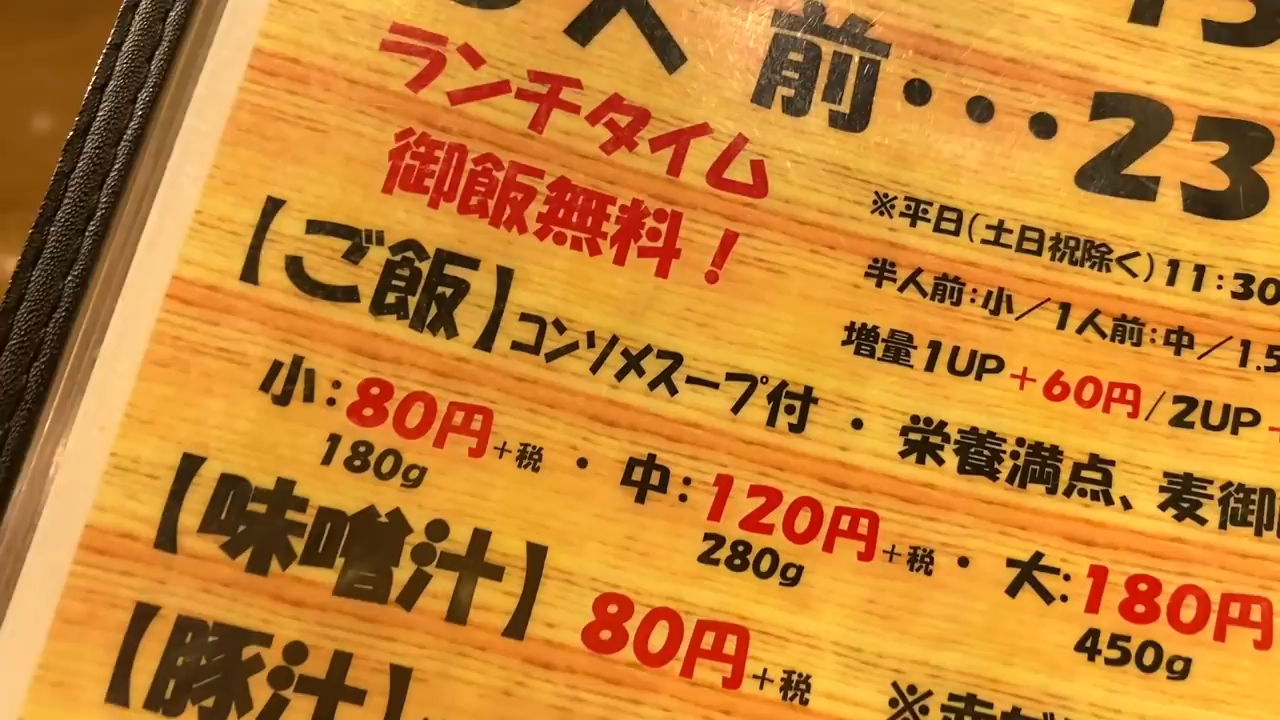 人前・・・23
ランチタイム
御飯無料！
※平日(土日祝除く)11:30
半人前:小／1人前:中／1.5
増量1UP+60円/2UP
【ご飯】コンソメスープ付・栄養満点、麦御
小:80円+税・中:120円+税・大:180円
180g 280g 450g
【味噌汁】80円+税
【豚汁】